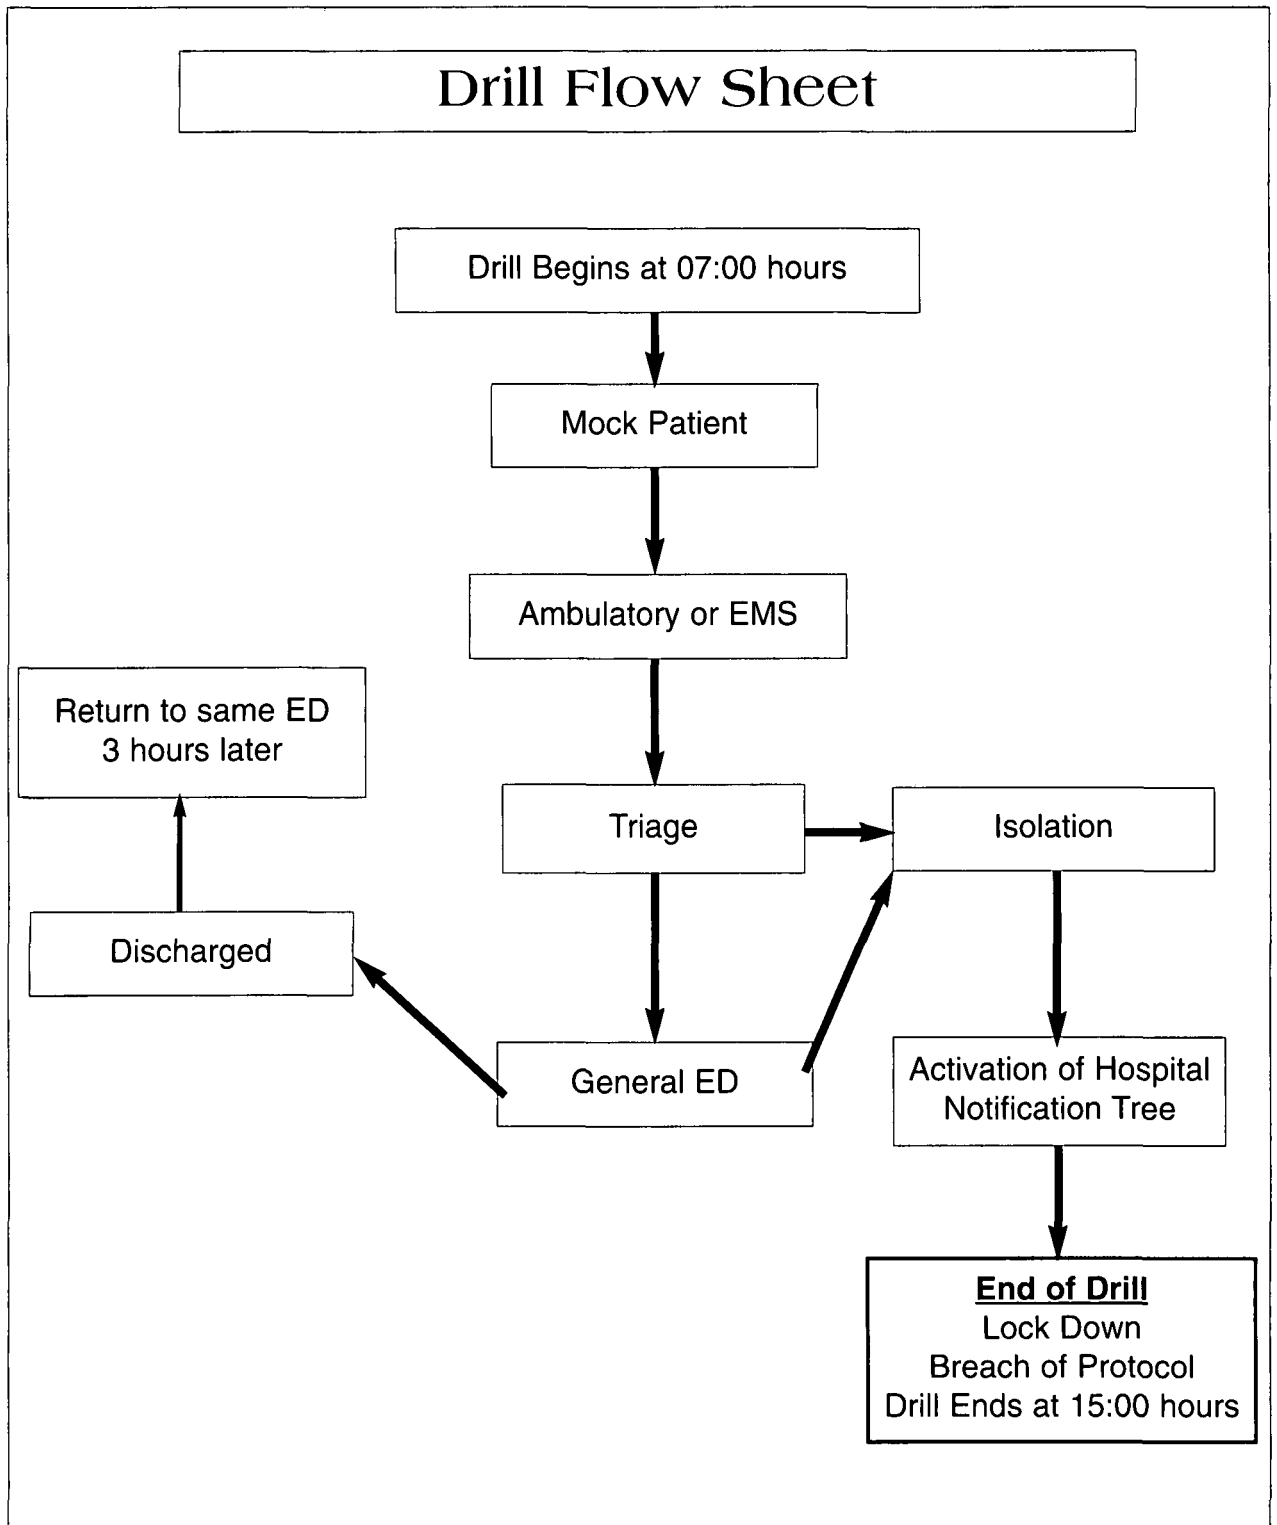 Drill Flow Sheet
Drill Begins at 07:00 hours
Mock Patient
Ambulatory or EMS
Return to same ED
3 hours later
Triage
Isolation
Discharged
General ED
Activation of Hospital
Notification Tree
End of Drill
Lock Down
Breach of Protocol
Drill Ends at 15:00 hours